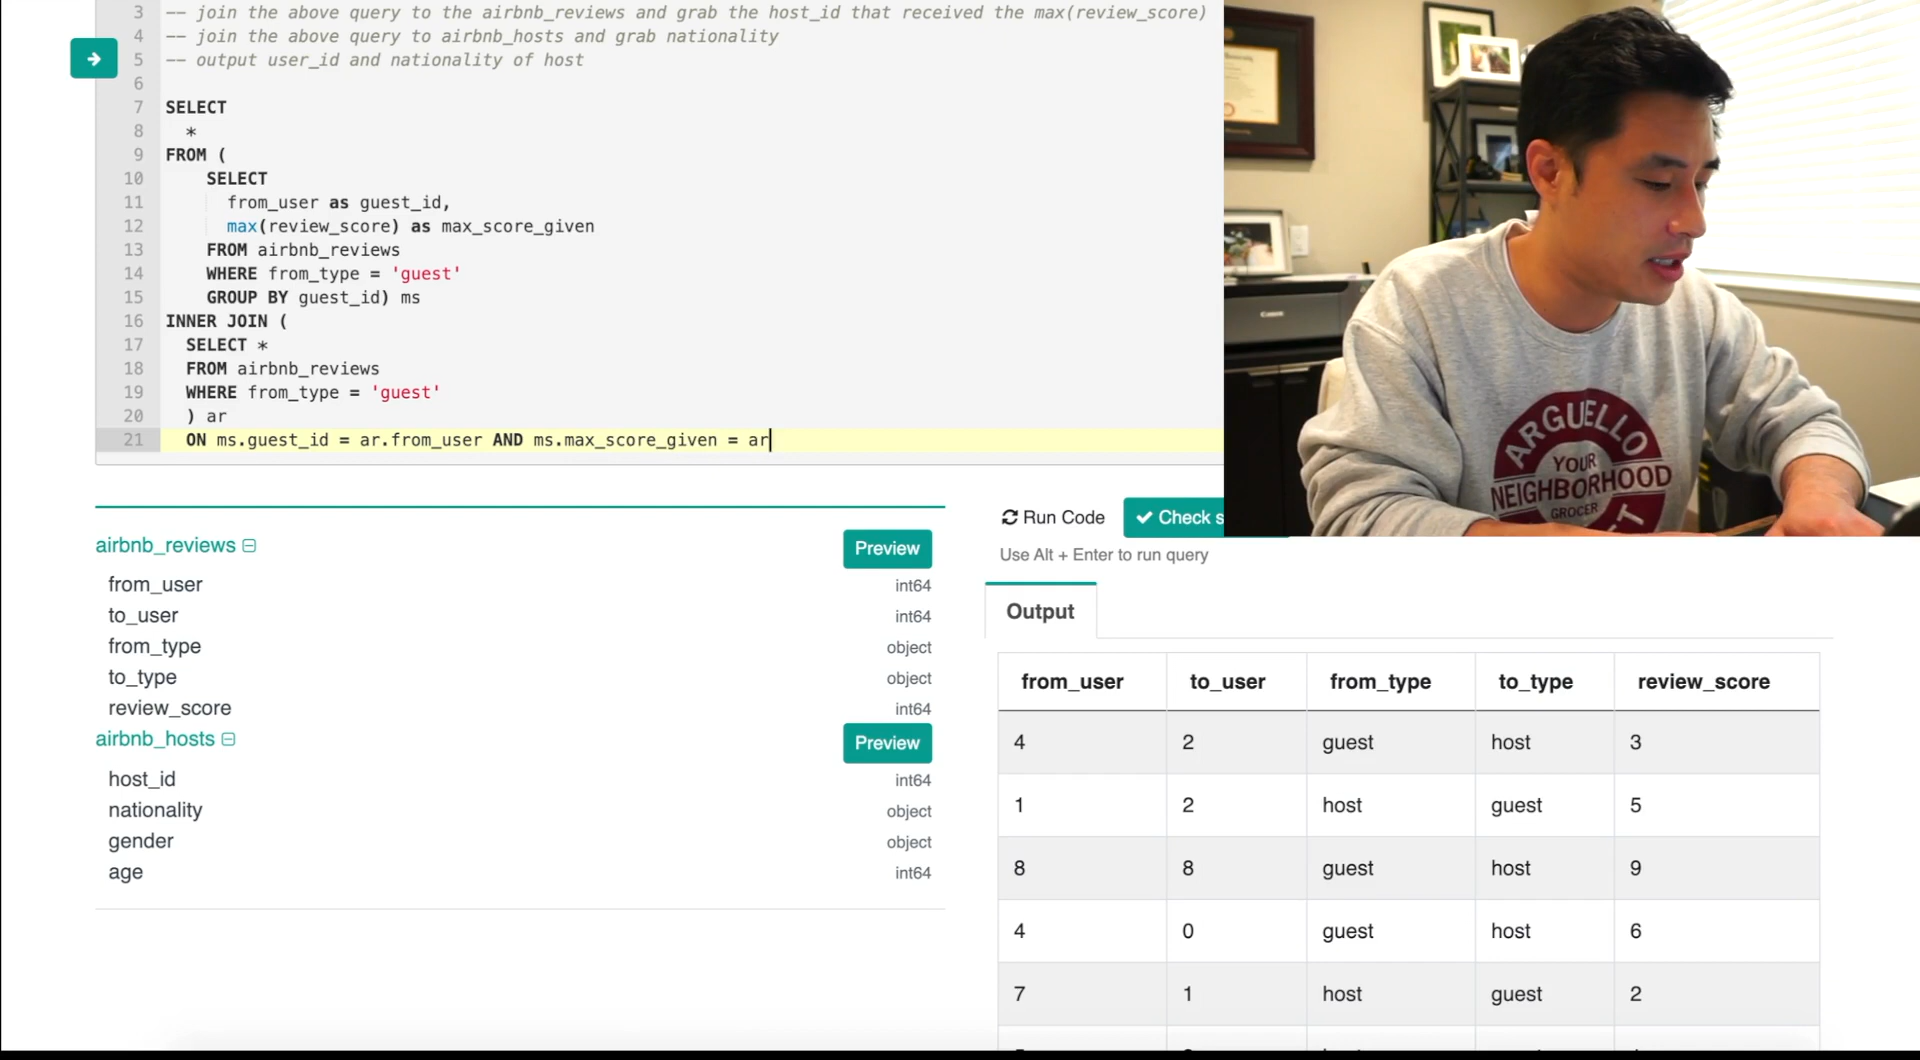 3 -- join the above query to the airbnb_reviews and grab the host_id that received the max(review_score)
4 -- join the above query to airbnb_hosts and grab nationality
5 -- output user_id and nationality of host
6
7 SELECT
8 *
9 FROM (
10 SELECT
11 from_user as guest_id,
12 max(review_score) as max_score_given
13 FROM airbnb_reviews
14 WHERE from_type = 'guest'
15 GROUP BY guest_id) ms
16 INNER JOIN (
17 SELECT *
18 FROM airbnb_reviews
19 WHERE from_type = 'guest'
20 ) ar
21 ON ms.guest_id = ar.from_user AND ms.max_score_given = ar
airbnb_reviews Preview
from_user int64
to_user int64
from_type object
to_type object
review_score int64
airbnb_hosts Preview
host_id int64
nationality object
gender object
age int64
Run Code Check s
Use Alt + Enter to run query
Output
from_user to_user from_type to_type review_score
4 2 guest host 3
1 2 host guest 5
8 8 guest host 9
4 0 guest host 6
7 1 host guest 2
Canon
ARGUELLO
YOUR
NEIGHBORHOOD
GROCER